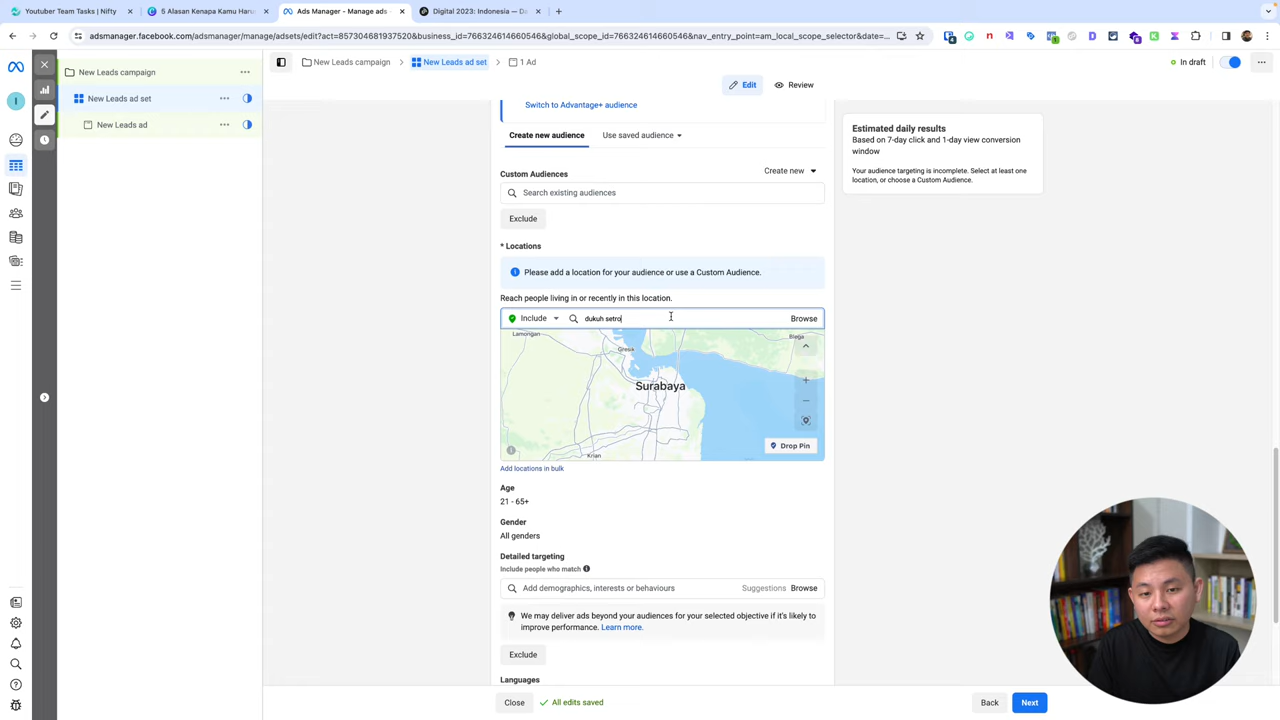 Youtuber Team Tasks | Nifty
5 Alasan Kenapa Kamu Haru
Ads Manager - Manage ads -
Digital 2023: Indonesia — Da
adsmanager.facebook.com/adsmanager/manage/adsets/edit?act=857304681937520&business_id=766324614660546&global_scope_id=766324614660546&nav_entry_point=am_local_scope_selector&date=...
New Leads campaign
New Leads ad set
New Leads ad
New Leads campaign
New Leads ad set
1 Ad
In draft
Edit
Review
Switch to Advantage+ audience
Create new audience
Use saved audience
Custom Audiences
Create new
Search existing audiences
Exclude
* Locations
Please add a location for your audience or use a Custom Audience.
Reach people living in or recently in this location.
Include
dukuh setro
Browse
Lamongan
Gresik
Blega
Surabaya
Krian
Drop Pin
Add locations in bulk
Age
21 - 65+
Gender
All genders
Detailed targeting
Include people who match
Add demographics, interests or behaviours
Suggestions
Browse
We may deliver ads beyond your audiences for your selected objective if it's likely to
improve performance. Learn more.
Exclude
Languages
Close
All edits saved
Back
Next
Estimated daily results
Based on 7-day click and 1-day view conversion
window
Your audience targeting is incomplete. Select at least one
location, or choose a Custom Audience.